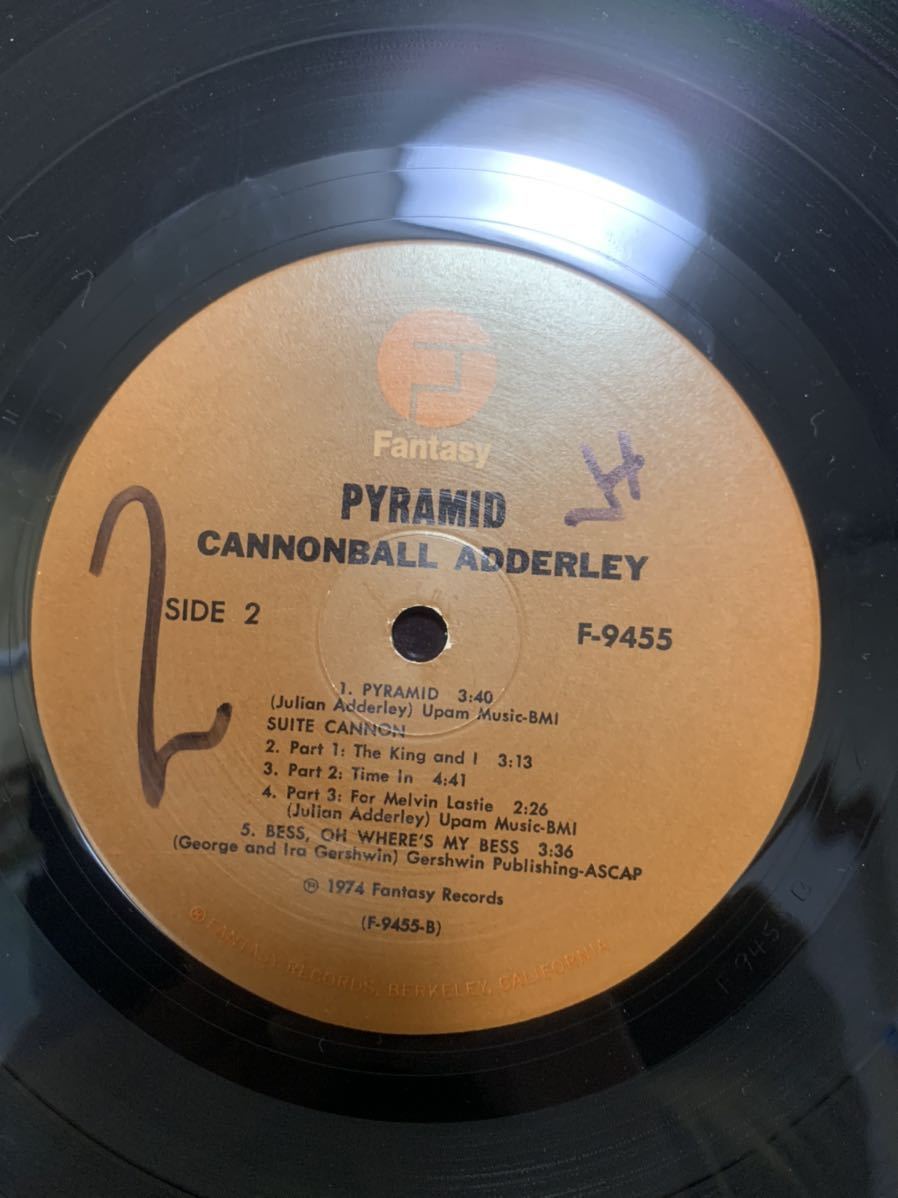 Fantasy
PYRAMID
CANNONBALL ADDERLEY
2
SIDE 2
F-9455
1. PYRAMID 3:40
(Julian Adderley) Upam Music-BMI
SUITE CANNON
2. Part 1: The King and I 3:13
3. Part 2: Time In 4:41
4. Part 3: For Melvin Lastie 2:26
(Julian Adderley) Upam Music-BMI
5. BESS, OH WHERE'S MY BESS 3:36
(George and Ira Gershwin) Gershwin Publishing-ASCAP
℗ 1974 Fantasy Records
(F-9455-B)
FANTASY RECORDS, BERKELEY, CALIFORNIA